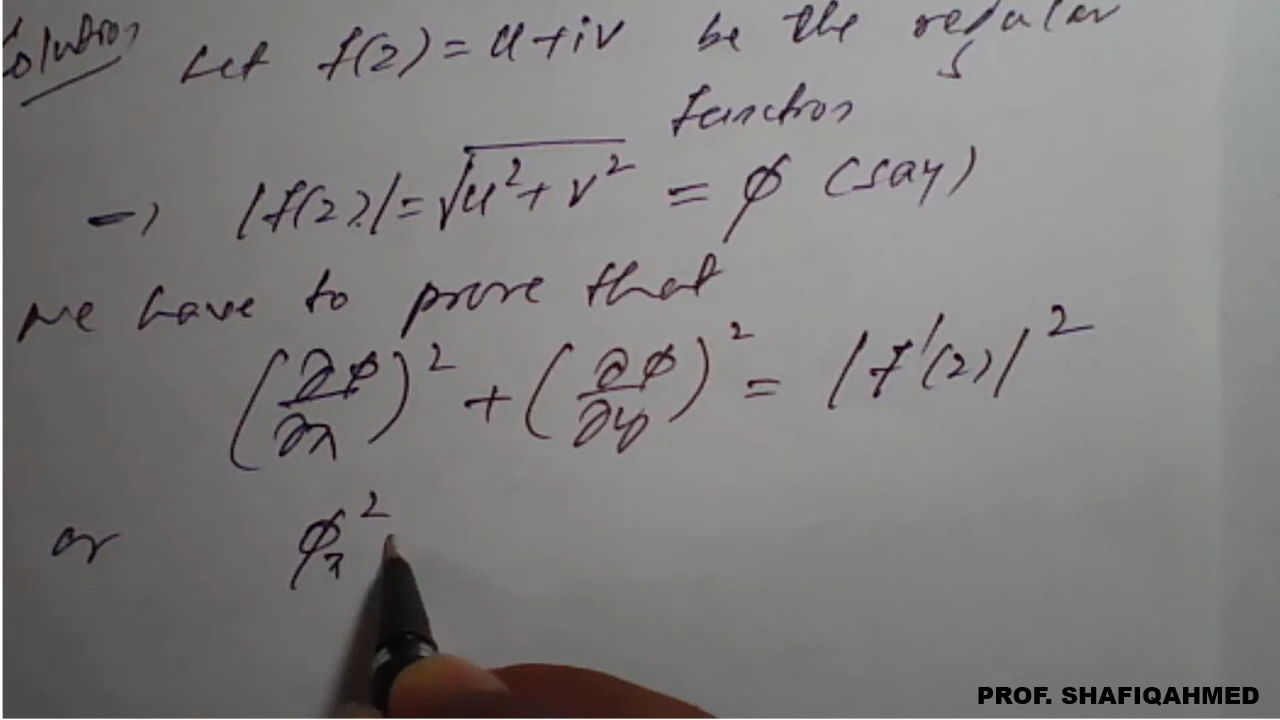 Solution Let f(z) = u+iv be the regular
function
⇒ |f(z)| = √u²+v² = φ (say)
we have to prove that
(∂φ/∂x)² + (∂φ/∂y)² = |f'(z)|²
or φₓ²
PROF. SHAFIQAHMED